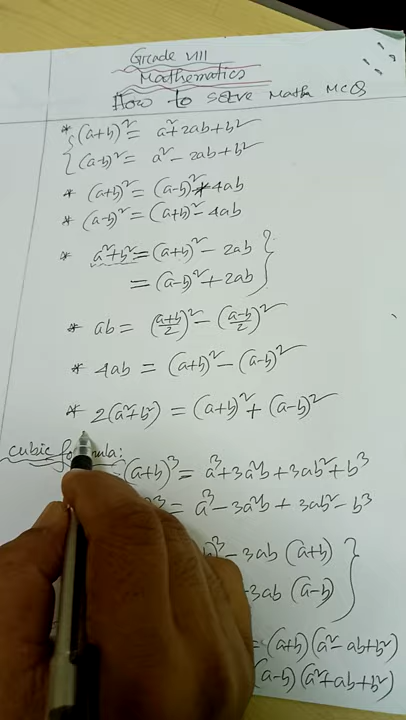 Grade VIII
Mathematics
How to solve Math MCQ
* (a+b)² = a²+2ab+b²
(a-b)² = a² - 2ab+b²
* (a+b)² = (a-b)² + 4ab
* (a-b)² = (a+b)² - 4ab
* a²+b² = (a+b)² - 2ab
= (a-b)² + 2ab
* ab = (a+b/2)² - (a-b/2)²
* 4ab = (a+b)² - (a-b)²
* 2(a²+b²) = (a+b)² + (a-b)²
cubic formula:
(a+b)³ = a³+3a²b+3ab²+b³
)³ = a³ - 3a²b + 3ab² - b³
)³ - 3ab (a+b)
3ab (a-b)
= (a+b) (a² - ab+b²)
(a-b) (a²+ab+b²)